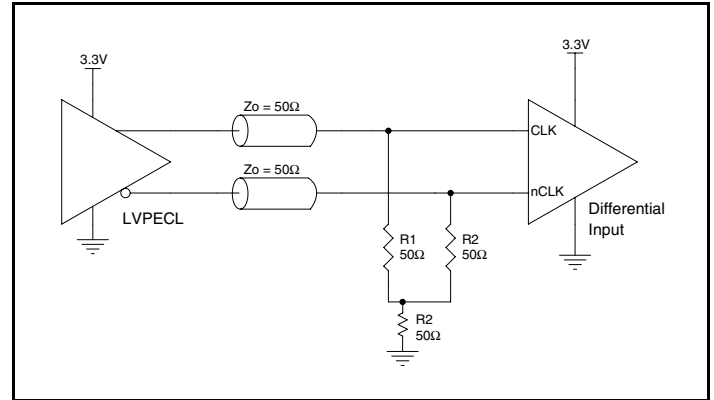 3.3V
3.3V
Zo = 50Ω
CLK
Zo = 50Ω
nCLK
LVPECL
Differential
Input
R1
50Ω
R2
50Ω
R2
50Ω